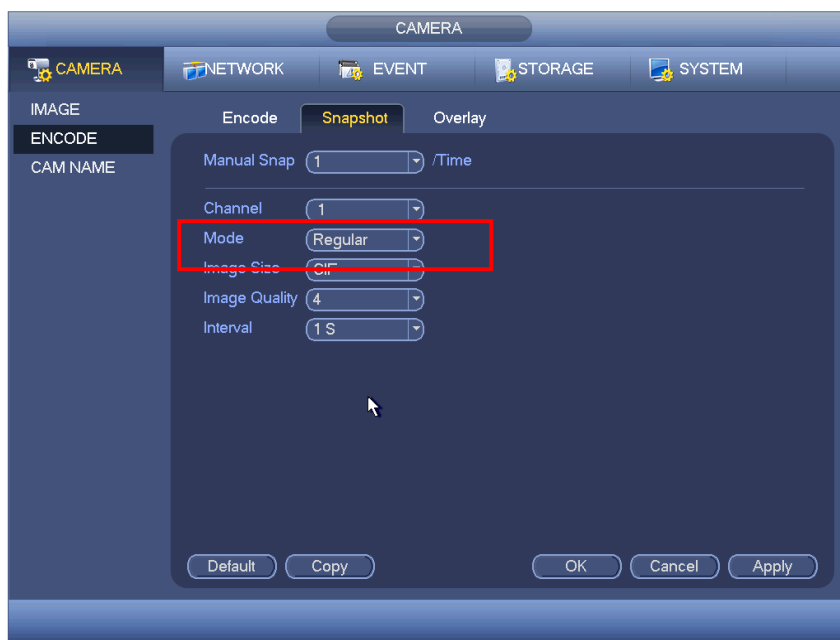 CAMERA
CAMERA NETWORK EVENT STORAGE SYSTEM
IMAGE
ENCODE
CAM NAME
Encode Snapshot Overlay
Manual Snap 1 /Time
Channel 1
Mode Regular
Image Size CIF
Image Quality 4
Interval 1 S
Default Copy OK Cancel Apply